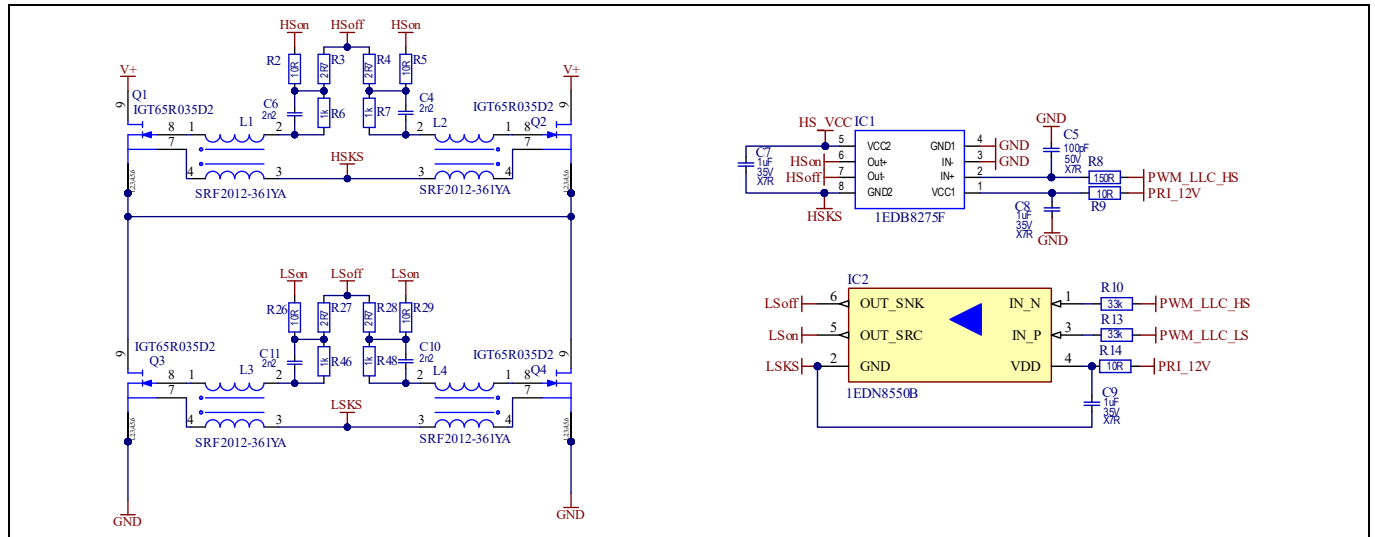 HSon HSoff HSon
R2 10R R3 2R7 R4 2R7 R5 10R
V+ V+
9 Q1 C6 2n2 R6 1k R7 1k C4 2n2 9
IGT65R035D2 IGT65R035D2
L1 L2 Q2
8 1 2 2 1 8
7 HSKS 7
4 3 3 4
123456 SRF2012-361YA SRF2012-361YA 123456
LSon LSoff LSon
R26 10R R27 2R7 R28 2R7 R29 10R
9 IGT65R035D2 C11 2n2 R46 1k R48 1k C10 2n2 IGT65R035D2 9
Q3 L3 L4 Q4
8 1 2 2 1 8
7 LSKS 7
4 3 3 4
123456 SRF2012-361YA SRF2012-361YA 123456
GND GND
HS_VCC IC1 GND
C7 1uF 35V X7R
5 VCC2 GND1 4 GND
HSon 6 Out+ IN- 3 GND
HSoff 7 Out- IN+ 2
8 GND2 VCC1 1
HSKS 1EDB8275F
C5 100pF 50V X7R
R8 150R PWM_LLC_HS
10R PRI_12V
R9
C8 1uF 35V X7R
GND
IC2
LSoff 6 OUT_SNK IN_N 1 R10 33k PWM_LLC_HS
LSon 5 OUT_SRC IN_P 3 R13 33k PWM_LLC_LS
LSKS 2 GND VDD 4 R14 10R PRI_12V
1EDN8550B
C9 1uF 35V X7R